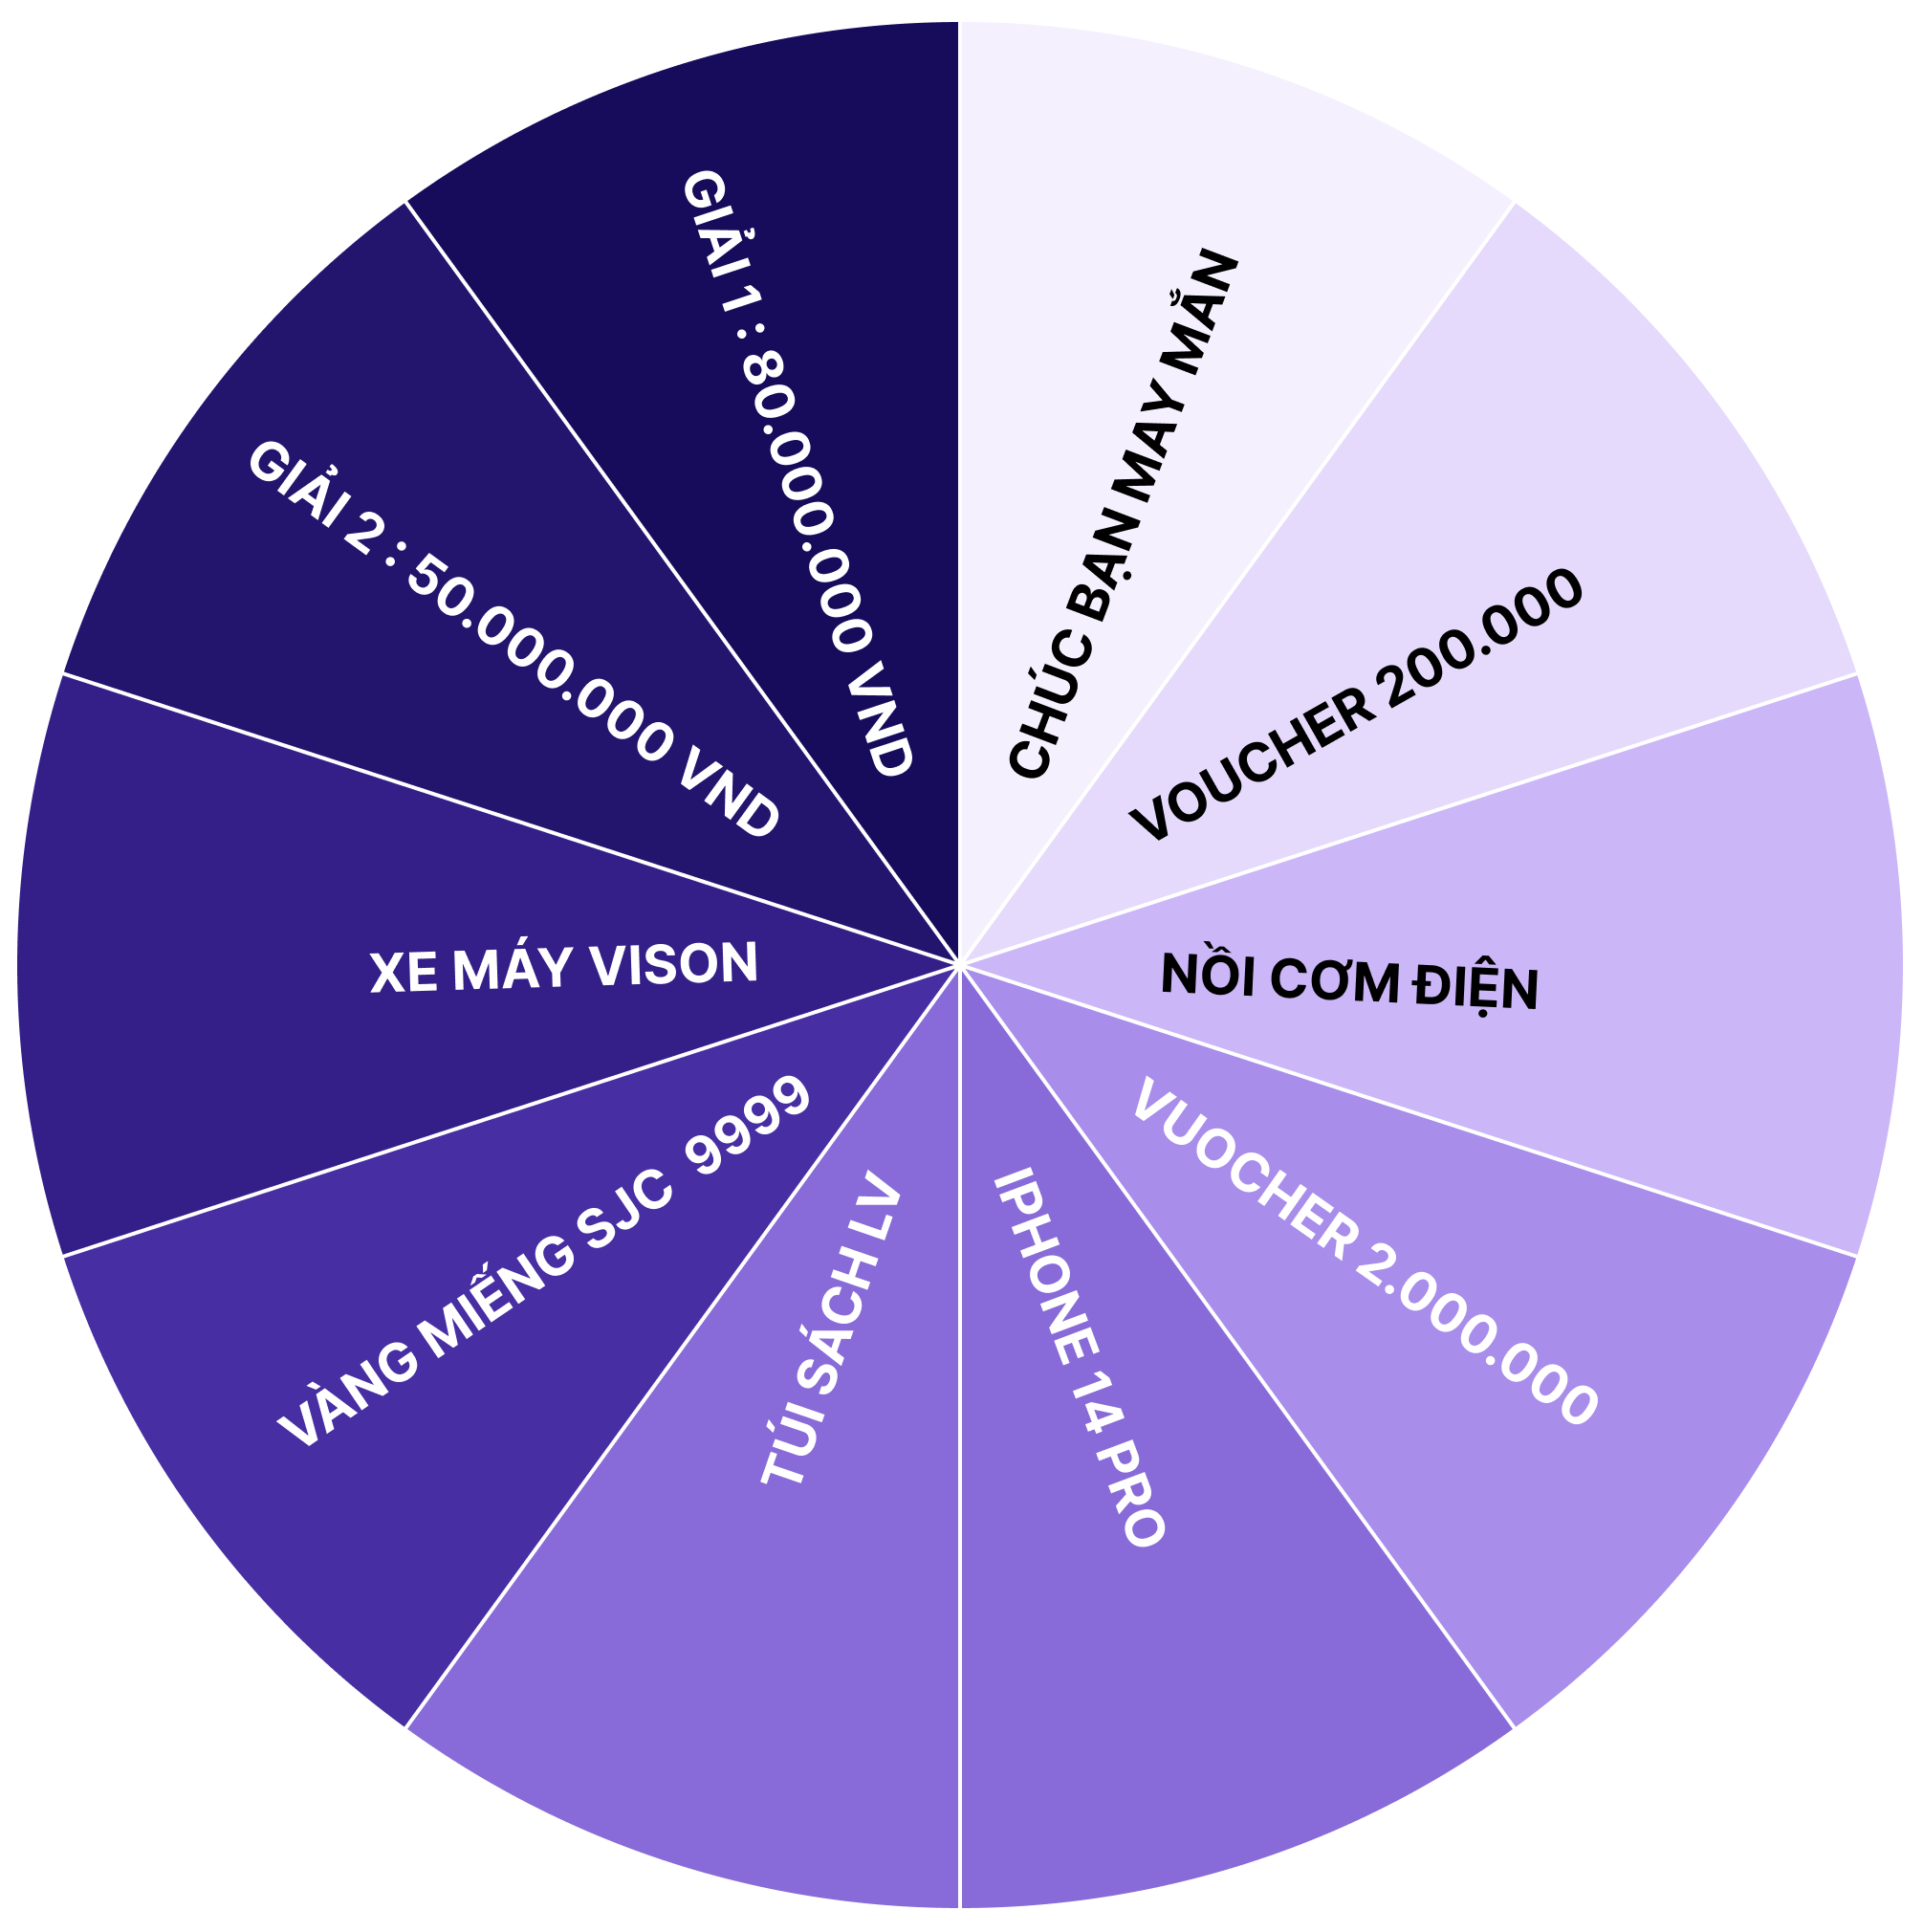 CHÚC BẠN MAY MẮN
VOUCHER 200.000
NỒI CƠM ĐIỆN
VUOCHER 2.000.000
IPHONE 14 PRO
TÚI SÁCH LV
VÀNG MIẾNG SJC 9999
XE MÁY VISON
GIẢI 2 : 50.000.000 VND
GIẢI 1 : 80.000.000 VND